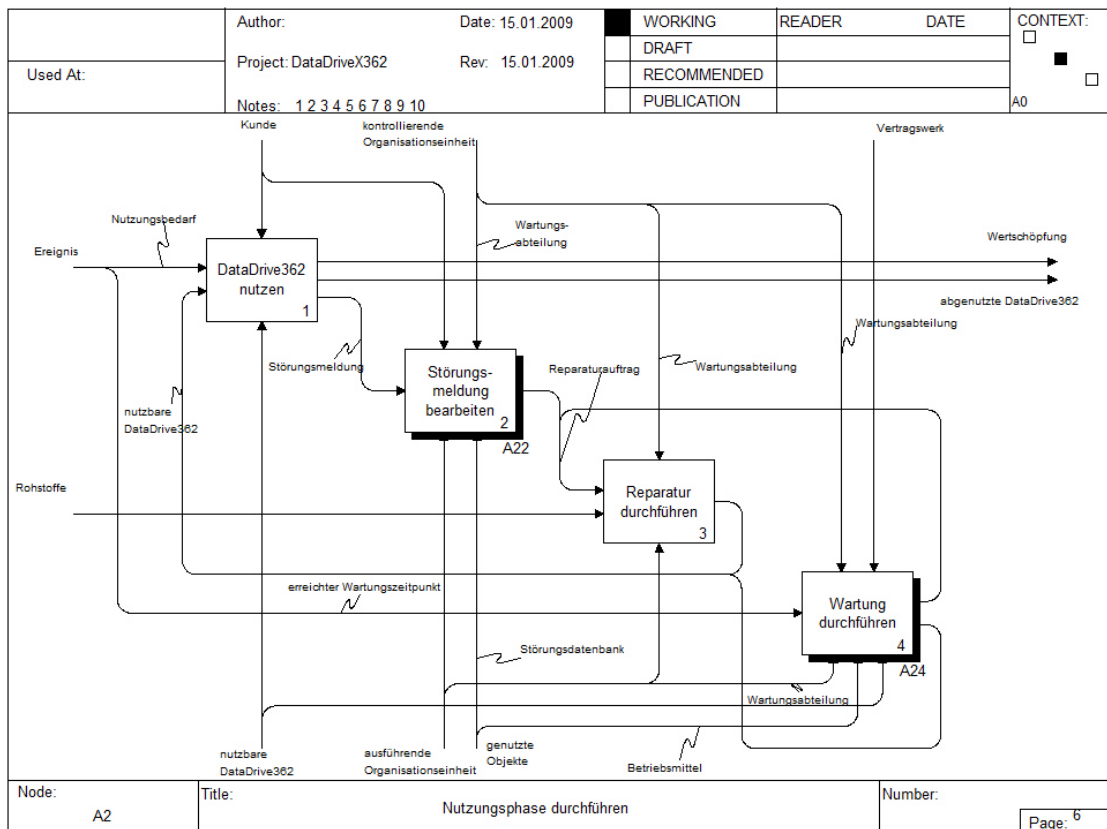 Used At:
Author:
Date: 15.01.2009
Project: DataDriveX362
Rev: 15.01.2009
Notes: 1 2 3 4 5 6 7 8 9 10
WORKING
DRAFT
RECOMMENDED
PUBLICATION
READER
DATE
CONTEXT:
A0
Kunde
kontrollierende
Organisationseinheit
Vertragswerk
Nutzungsbedarf
Ereignis
Wartungs-
abteilung
Wertschöpfung
DataDrive362
nutzen
1
abgenutzte DataDrive362
Wartungsabteilung
Störungsmeldung
Störungs-
meldung
bearbeiten
2
A22
Reparaturauftrag
Wartungsabteilung
nutzbare
DataDrive362
Rohstoffe
Reparatur
durchführen
3
erreichter Wartungszeitpunkt
Wartung
durchführen
4
A24
Störungsdatenbank
Wartungsabteilung
nutzbare
DataDrive362
ausführende
Organisationseinheit
genutzte
Objekte
Betriebsmittel
Node:
A2
Title:
Nutzungsphase durchführen
Number:
Page: 6